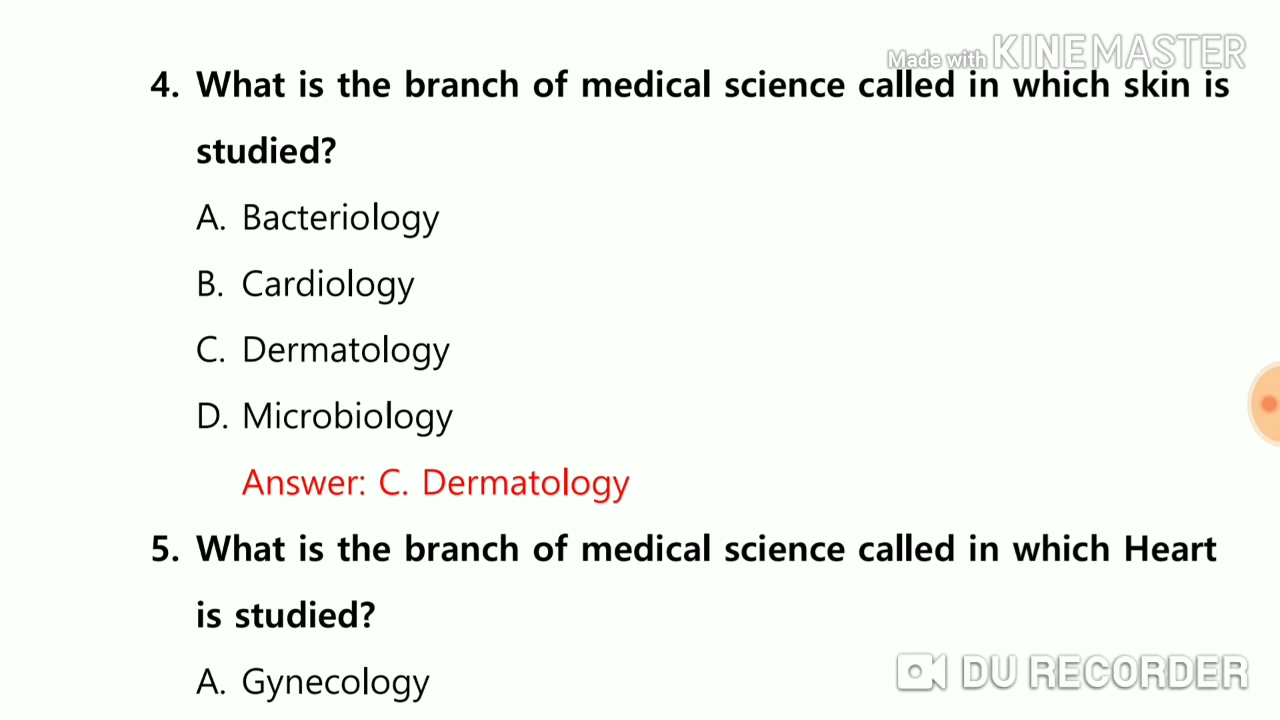 Made with KINEMASTER
4. What is the branch of medical science called in which skin is
studied?
A. Bacteriology
B. Cardiology
C. Dermatology
D. Microbiology
Answer: C. Dermatology
5. What is the branch of medical science called in which Heart
is studied?
A. Gynecology
DU RECORDER